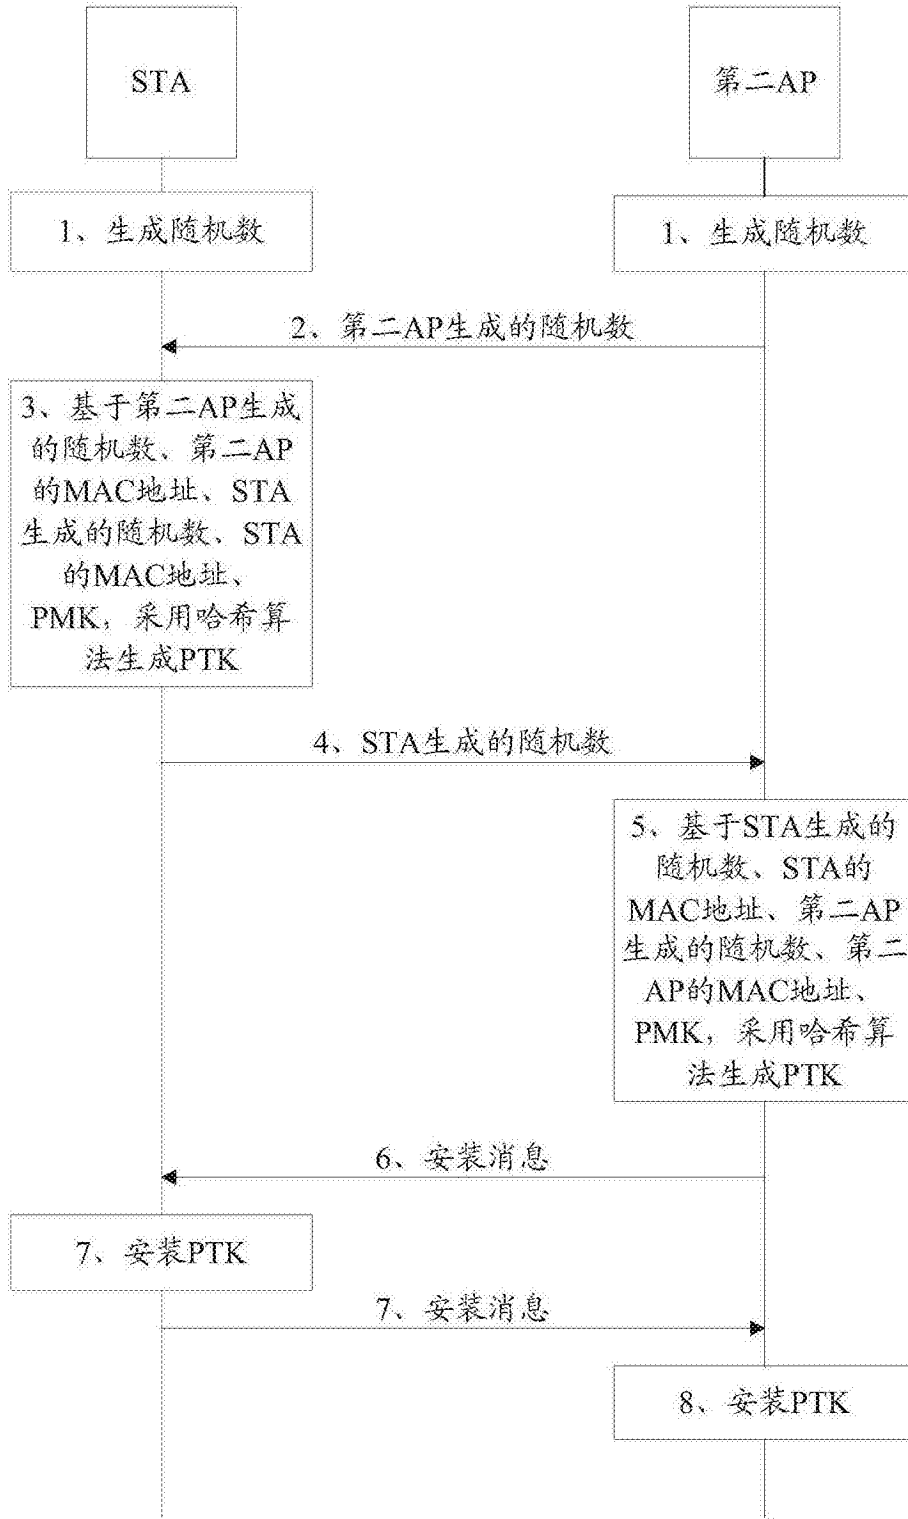 STA
第二AP
1、生成随机数
1、生成随机数
2、第二AP生成的随机数
3、基于第二AP生成
的随机数、第二AP
的MAC地址、STA
生成的随机数、STA
的MAC地址、
PMK，采用哈希算
法生成PTK
4、STA生成的随机数
5、基于STA生成的
随机数、STA的
MAC地址、第二AP
生成的随机数、第二
AP的MAC地址、
PMK，采用哈希算
法生成PTK
6、安装消息
7、安装PTK
7、安装消息
8、安装PTK